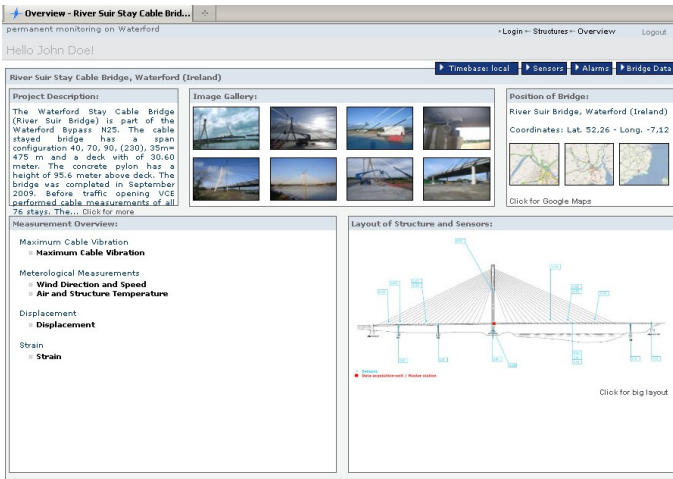 Overview - River Suir Stay Cable Brid...
permanent monitoring on Waterford
Login
Structures
Overview
Logout
Hello John Doe!
Timebase: local
Sensors
Alarms
Bridge Data
River Suir Stay Cable Bridge, Waterford (Ireland)
Project Description:
The Waterford Stay Cable Bridge
(River Suir Bridge) is part of the
Waterford Bypass N25. The cable
stayed bridge has a span
configuration 40, 70, 90, (230), 35m=
475 m and a deck with of 30.60
meter. The concrete pylon has a
height of 95.6 meter above deck. The
bridge was completed in September
2009. Before traffic opening VCE
performed cable measurements of all
76 stays. The... Click for more
Image Gallery:
Position of Bridge:
River Suir Bridge, Waterford (Ireland)
Coordinates: Lat. 52,26 - Long. -7,12
Click for Google Maps
Measurement Overview:
Maximum Cable Vibration
Maximum Cable Vibration
Meterological Measurements
Wind Direction and Speed
Air and Structure Temperature
Displacement
Displacement
Strain
Strain
Layout of Structure and Sensors:
Sensors
Data acquisition unit / Master station
Click for big layout